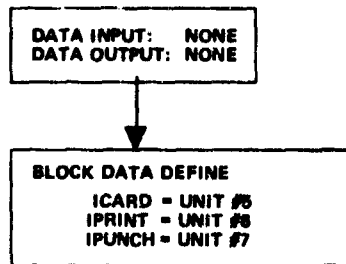 DATA INPUT: NONE
DATA OUTPUT: NONE
BLOCK DATA DEFINE
ICARD = UNIT #5
IPRINT = UNIT #6
IPUNCH = UNIT #7